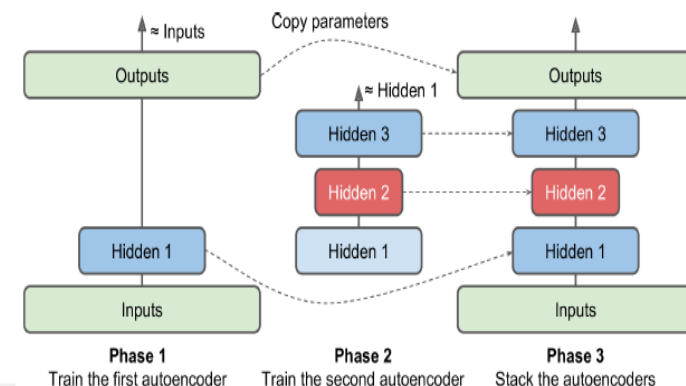 Copy parameters
≈ Inputs
Outputs
Hidden 1
Inputs
Phase 1
Train the first autoencoder
≈ Hidden 1
Hidden 3
Hidden 2
Hidden 1
Phase 2
Train the second autoencoder
Outputs
Hidden 3
Hidden 2
Hidden 1
Inputs
Phase 3
Stack the autoencoders